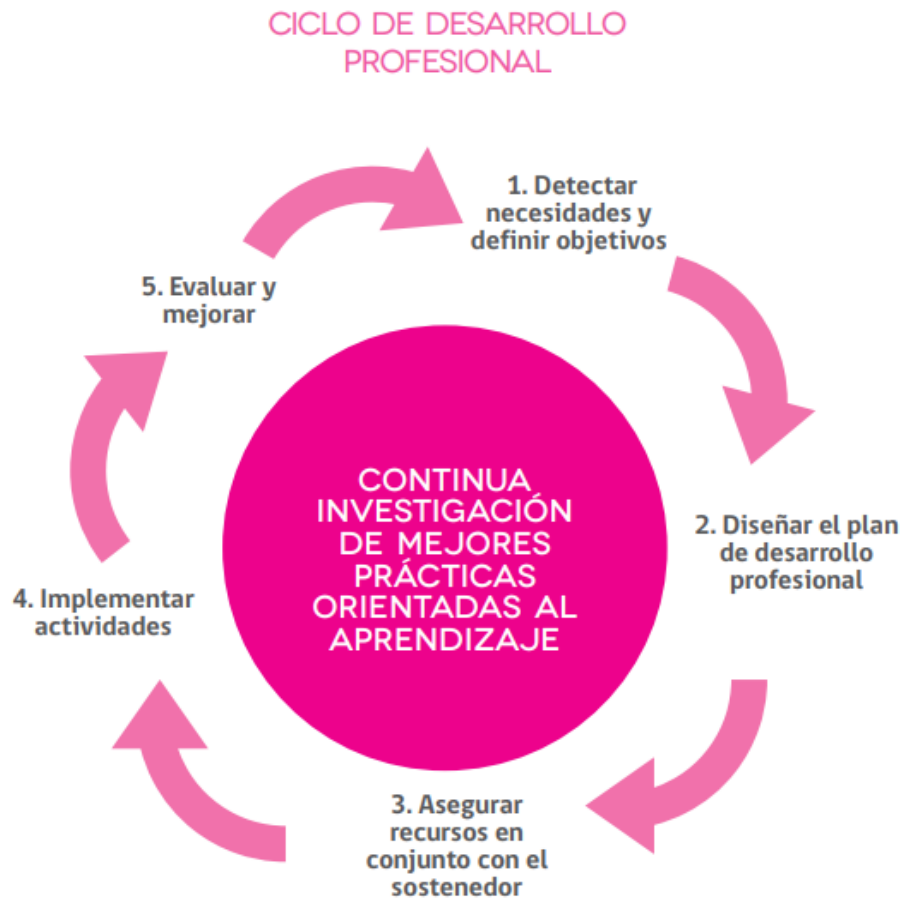 CICLO DE DESARROLLO
PROFESIONAL
1. Detectar
necesidades y
definir objetivos
2. Diseñar el plan
de desarrollo
profesional
3. Asegurar
recursos en
conjunto con el
sostenedor
4. Implementar
actividades
5. Evaluar y
mejorar
CONTINUA
INVESTIGACIÓN
DE MEJORES
PRÁCTICAS
ORIENTADAS AL
APRENDIZAJE